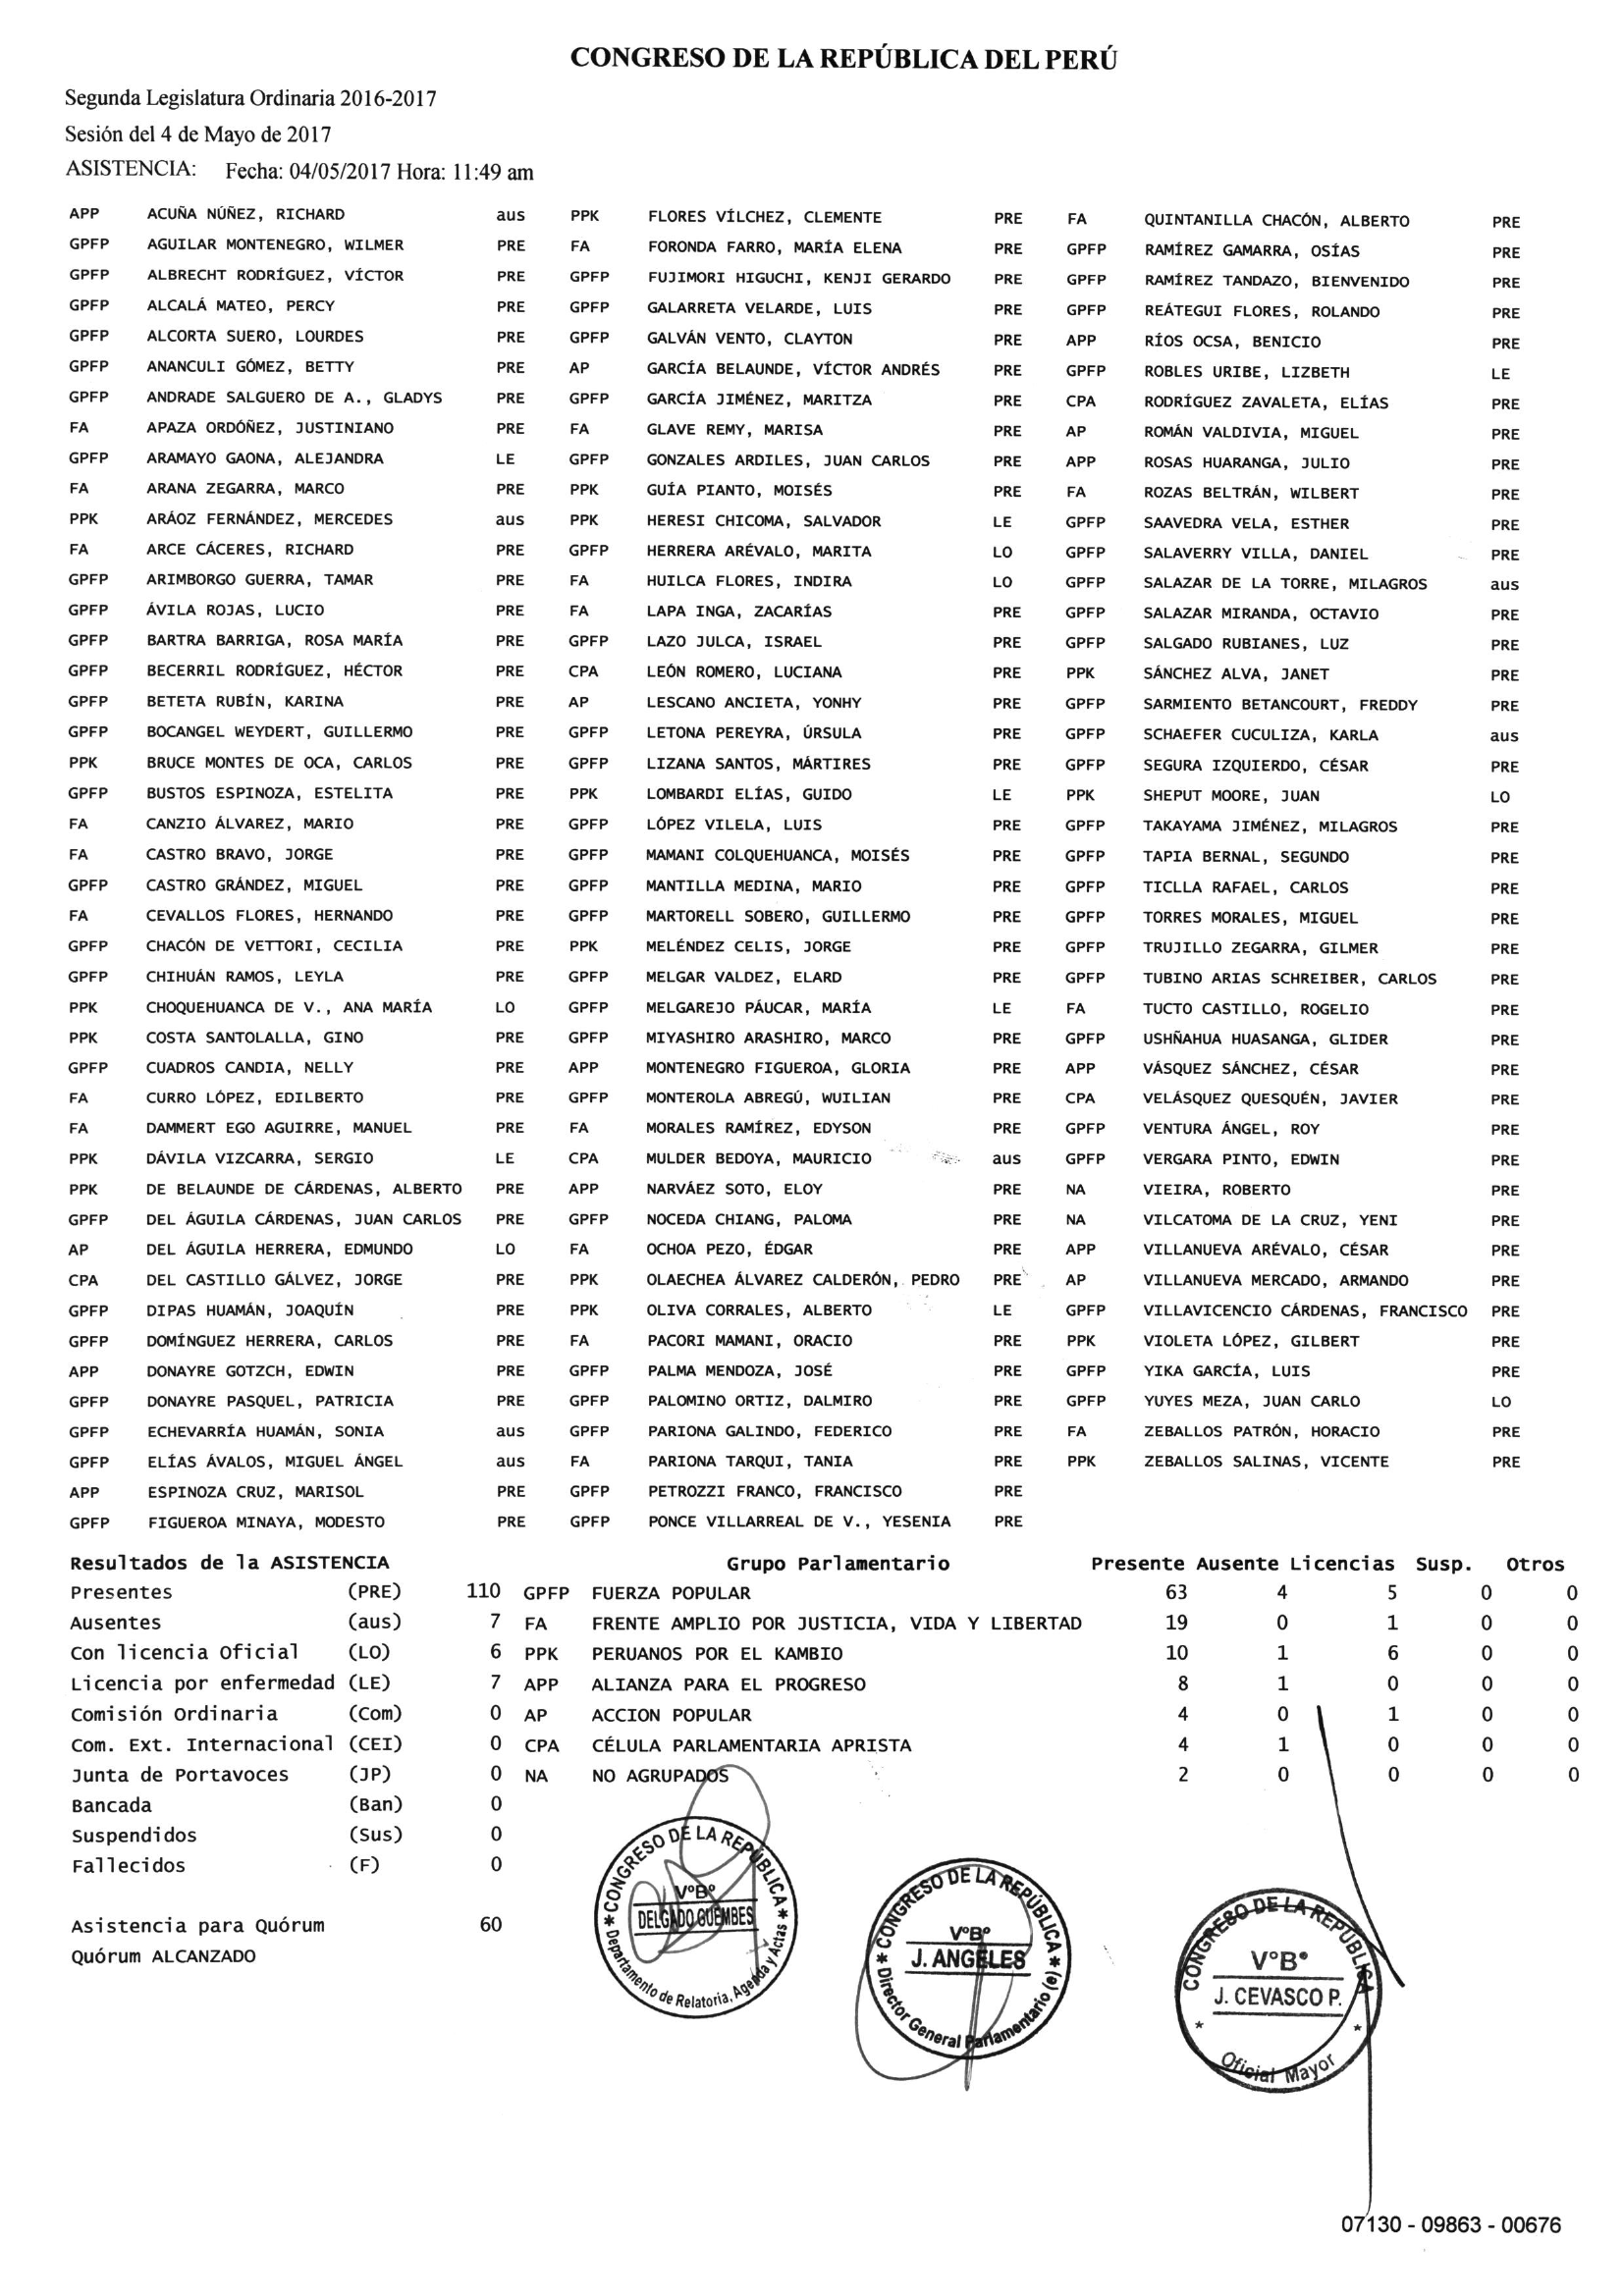 CONGRESO DE LA REPÚBLICA DEL PERÚ
Segunda Legislatura Ordinaria 2016-2017
Sesión del 4 de Mayo de 2017
ASISTENCIA: Fecha: 04/05/2017 Hora: 11:49 am
APP ACUÑA NÚÑEZ, RICHARD aus PPK FLORES VÍLCHEZ, CLEMENTE PRE FA QUINTANILLA CHACÓN, ALBERTO PRE
GPFP AGUILAR MONTENEGRO, WILMER PRE FA FORONDA FARRO, MARÍA ELENA PRE GPFP RAMÍREZ GAMARRA, OSÍAS PRE
GPFP ALBRECHT RODRÍGUEZ, VÍCTOR PRE GPFP FUJIMORI HIGUCHI, KENJI GERARDO PRE GPFP RAMÍREZ TANDAZO, BIENVENIDO PRE
GPFP ALCALÁ MATEO, PERCY PRE GPFP GALARRETA VELARDE, LUIS PRE GPFP REÁTEGUI FLORES, ROLANDO PRE
GPFP ALCORTA SUERO, LOURDES PRE GPFP GALVÁN VENTO, CLAYTON PRE APP RÍOS OCSA, BENICIO PRE
GPFP ANANCULI GÓMEZ, BETTY PRE AP GARCÍA BELAUNDE, VÍCTOR ANDRÉS PRE GPFP ROBLES URIBE, LIZBETH LE
GPFP ANDRADE SALGUERO DE A., GLADYS PRE GPFP GARCÍA JIMÉNEZ, MARITZA PRE CPA RODRÍGUEZ ZAVALETA, ELÍAS PRE
FA APAZA ORDÓÑEZ, JUSTINIANO PRE FA GLAVE REMY, MARISA PRE AP ROMÁN VALDIVIA, MIGUEL PRE
GPFP ARAMAYO GAONA, ALEJANDRA LE GPFP GONZALES ARDILES, JUAN CARLOS PRE APP ROSAS HUARANGA, JULIO PRE
FA ARANA ZEGARRA, MARCO PRE PPK GUÍA PIANTO, MOISÉS PRE FA ROZAS BELTRÁN, WILBERT PRE
PPK ARÁOZ FERNÁNDEZ, MERCEDES aus PPK HERESI CHICOMA, SALVADOR LE GPFP SAAVEDRA VELA, ESTHER PRE
FA ARCE CÁCERES, RICHARD PRE GPFP HERRERA ARÉVALO, MARITA LO GPFP SALAVERRY VILLA, DANIEL PRE
GPFP ARIMBORGO GUERRA, TAMAR PRE FA HUILCA FLORES, INDIRA LO GPFP SALAZAR DE LA TORRE, MILAGROS aus
GPFP ÁVILA ROJAS, LUCIO PRE FA LAPA INGA, ZACARÍAS PRE GPFP SALAZAR MIRANDA, OCTAVIO PRE
GPFP BARTRA BARRIGA, ROSA MARÍA PRE GPFP LAZO JULCA, ISRAEL PRE GPFP SALGADO RUBIANES, LUZ PRE
GPFP BECERRIL RODRÍGUEZ, HÉCTOR PRE CPA LEÓN ROMERO, LUCIANA PRE PPK SÁNCHEZ ALVA, JANET PRE
GPFP BETETA RUBÍN, KARINA PRE AP LESCANO ANCIETA, YONHY PRE GPFP SARMIENTO BETANCOURT, FREDDY PRE
GPFP BOCANGEL WEYDERT, GUILLERMO PRE GPFP LETONA PEREYRA, ÚRSULA PRE GPFP SCHAEFER CUCULIZA, KARLA aus
PPK BRUCE MONTES DE OCA, CARLOS PRE GPFP LIZANA SANTOS, MÁRTIRES PRE GPFP SEGURA IZQUIERDO, CÉSAR PRE
GPFP BUSTOS ESPINOZA, ESTELITA PRE PPK LOMBARDI ELÍAS, GUIDO LE PPK SHEPUT MOORE, JUAN LO
FA CANZIO ÁLVAREZ, MARIO PRE GPFP LÓPEZ VILELA, LUIS PRE GPFP TAKAYAMA JIMÉNEZ, MILAGROS PRE
FA CASTRO BRAVO, JORGE PRE GPFP MAMANI COLQUEHUANCA, MOISÉS PRE GPFP TAPIA BERNAL, SEGUNDO PRE
GPFP CASTRO GRÁNDEZ, MIGUEL PRE GPFP MANTILLA MEDINA, MARIO PRE GPFP TICLLA RAFAEL, CARLOS PRE
FA CEVALLOS FLORES, HERNANDO PRE GPFP MARTORELL SOBERO, GUILLERMO PRE GPFP TORRES MORALES, MIGUEL PRE
GPFP CHACÓN DE VETTORI, CECILIA PRE PPK MELÉNDEZ CELIS, JORGE PRE GPFP TRUJILLO ZEGARRA, GILMER PRE
GPFP CHIHUÁN RAMOS, LEYLA PRE GPFP MELGAR VALDEZ, ELARD PRE GPFP TUBINO ARIAS SCHREIBER, CARLOS PRE
PPK CHOQUEHUANCA DE V., ANA MARÍA LO GPFP MELGAREJO PÁUCAR, MARÍA LE FA TUCTO CASTILLO, ROGELIO PRE
PPK COSTA SANTOLALLA, GINO PRE GPFP MIYASHIRO ARASHIRO, MARCO PRE GPFP USHÑAHUA HUASANGA, GLIDER PRE
GPFP CUADROS CANDIA, NELLY PRE APP MONTENEGRO FIGUEROA, GLORIA PRE APP VÁSQUEZ SÁNCHEZ, CÉSAR PRE
FA CURRO LÓPEZ, EDILBERTO PRE GPFP MONTEROLA ABREGÚ, WUILIAN PRE CPA VELÁSQUEZ QUESQUÉN, JAVIER PRE
FA DAMMERT EGO AGUIRRE, MANUEL PRE FA MORALES RAMÍREZ, EDYSON PRE GPFP VENTURA ÁNGEL, ROY PRE
PPK DÁVILA VIZCARRA, SERGIO LE CPA MULDER BEDOYA, MAURICIO aus GPFP VERGARA PINTO, EDWIN PRE
PPK DE BELAUNDE DE CÁRDENAS, ALBERTO PRE APP NARVÁEZ SOTO, ELOY PRE NA VIEIRA, ROBERTO PRE
GPFP DEL ÁGUILA CÁRDENAS, JUAN CARLOS PRE GPFP NOCEDA CHIANG, PALOMA PRE NA VILCATOMA DE LA CRUZ, YENI PRE
AP DEL ÁGUILA HERRERA, EDMUNDO LO FA OCHOA PEZO, ÉDGAR PRE APP VILLANUEVA ARÉVALO, CÉSAR PRE
CPA DEL CASTILLO GÁLVEZ, JORGE PRE PPK OLAECHEA ÁLVAREZ CALDERÓN, PEDRO PRE AP VILLANUEVA MERCADO, ARMANDO PRE
GPFP DIPAS HUAMÁN, JOAQUÍN PRE PPK OLIVA CORRALES, ALBERTO LE GPFP VILLAVICENCIO CÁRDENAS, FRANCISCO PRE
GPFP DOMÍNGUEZ HERRERA, CARLOS PRE FA PACORI MAMANI, ORACIO PRE PPK VIOLETA LÓPEZ, GILBERT PRE
APP DONAYRE GOTZCH, EDWIN PRE GPFP PALMA MENDOZA, JOSÉ PRE GPFP YIKA GARCÍA, LUIS PRE
GPFP DONAYRE PASQUEL, PATRICIA PRE GPFP PALOMINO ORTIZ, DALMIRO PRE GPFP YUYES MEZA, JUAN CARLO LO
GPFP ECHEVARRÍA HUAMÁN, SONIA aus GPFP PARIONA GALINDO, FEDERICO PRE FA ZEBALLOS PATRÓN, HORACIO PRE
GPFP ELÍAS ÁVALOS, MIGUEL ÁNGEL aus FA PARIONA TARQUI, TANIA PRE PPK ZEBALLOS SALINAS, VICENTE PRE
APP ESPINOZA CRUZ, MARISOL PRE GPFP PETROZZI FRANCO, FRANCISCO PRE
GPFP FIGUEROA MINAYA, MODESTO PRE GPFP PONCE VILLARREAL DE V., YESENIA PRE
Resultados de la ASISTENCIA Grupo Parlamentario Presente Ausente Licencias Susp. Otros
Presentes (PRE) 110 GPFP FUERZA POPULAR 63 4 5 0 0
Ausentes (aus) 7 FA FRENTE AMPLIO POR JUSTICIA, VIDA Y LIBERTAD 19 0 1 0 0
Con licencia Oficial (LO) 6 PPK PERUANOS POR EL KAMBIO 10 1 6 0 0
Licencia por enfermedad (LE) 7 APP ALIANZA PARA EL PROGRESO 8 1 0 0 0
Comisión Ordinaria (Com) 0 AP ACCION POPULAR 4 0 1 0 0
Com. Ext. Internacional (CEI) 0 CPA CÉLULA PARLAMENTARIA APRISTA 4 1 0 0 0
Junta de Portavoces (JP) 0 NA NO AGRUPADOS 2 0 0 0 0
Bancada (Ban) 0
Suspendidos (Sus) 0
Fallecidos (F) 0
Asistencia para Quórum 60
Quórum ALCANZADO
* CONGRESO DE LA REPÚBLICA *
V°B°
DELGADO GUEMBES
Departamento de Relatoria, Agenda y Actas
* CONGRESO DE LA REPÚBLICA *
V°B°
J. ANGELES
Director General Parlamentario (e)
CONGRESO DE LA REPÚBLICA
V°B°
J. CEVASCO P.
* Oficial Mayor *
07130 - 09863 - 00676